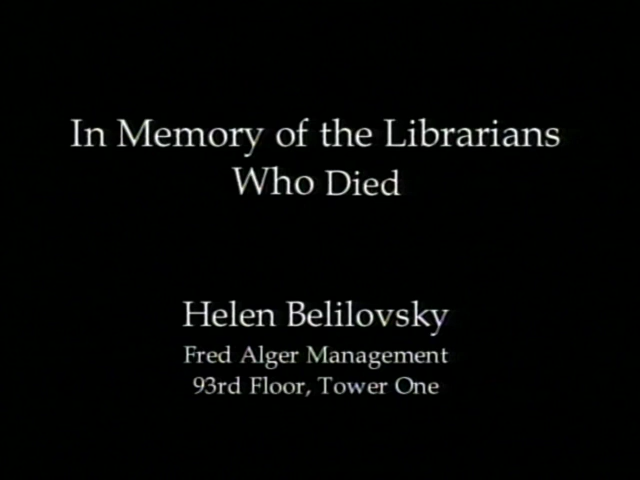 In Memory of the Librarians
Who Died
Helen Belilovsky
Fred Alger Management
93rd Floor, Tower One